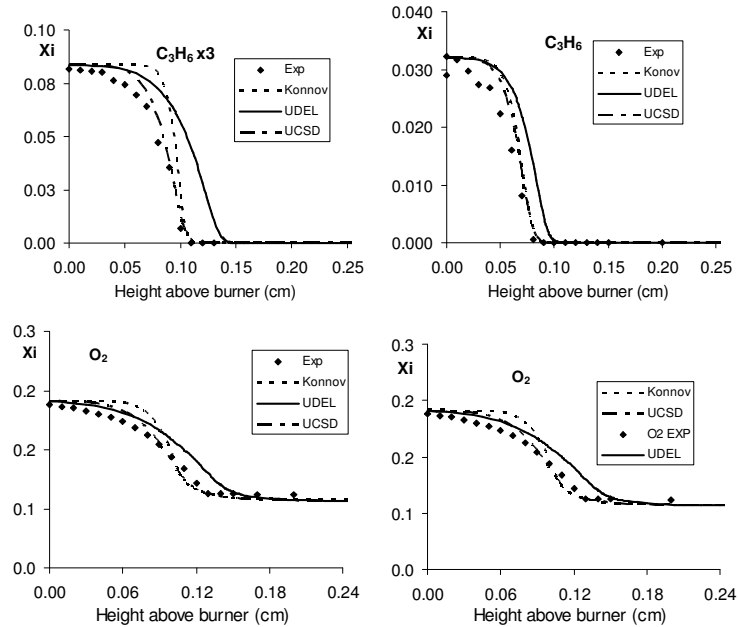 0.10
Xi
C₃H₆ x3
0.08
0.05
0.03
0.00
Exp
Konnov
UDEL
UCSD
0.00 0.05 0.10 0.15 0.20 0.25
Height above burner (cm)
0.040
Xi
C₃H₆
0.030
0.020
0.010
0.000
Exp
Konov
UDEL
UCSD
0.00 0.05 0.10 0.15 0.20 0.25
Height above burner (cm)
0.3
Xi
O₂
0.2
0.2
0.1
0.0
Exp
Konnov
UDEL
UCSD
0.00 0.06 0.12 0.18 0.24
Height above burner (cm)
0.3
Xi
O₂
0.2
0.2
0.1
0.0
Konnov
UCSD
O2 EXP
UDEL
0.00 0.06 0.12 0.18 0.24
Height above burner (cm)